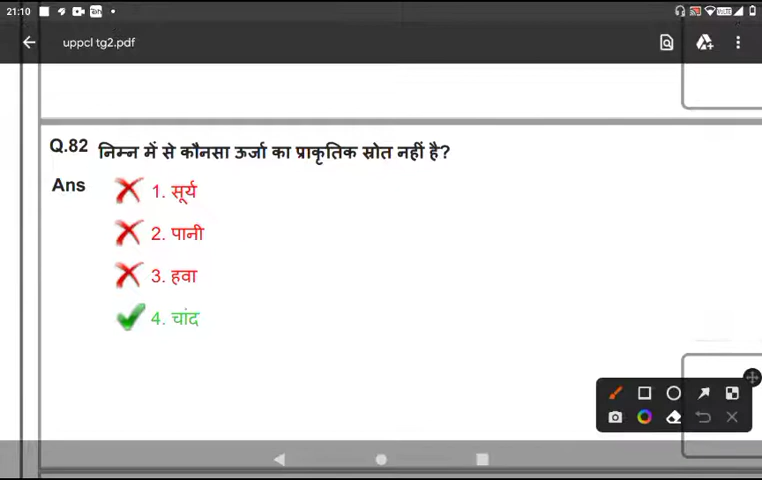 21:10
uppcl tg2.pdf
Q.82 निम्न में से कौनसा ऊर्जा का प्राकृतिक स्रोत नहीं है?
Ans
1. सूर्य
2. पानी
3. हवा
4. चांद